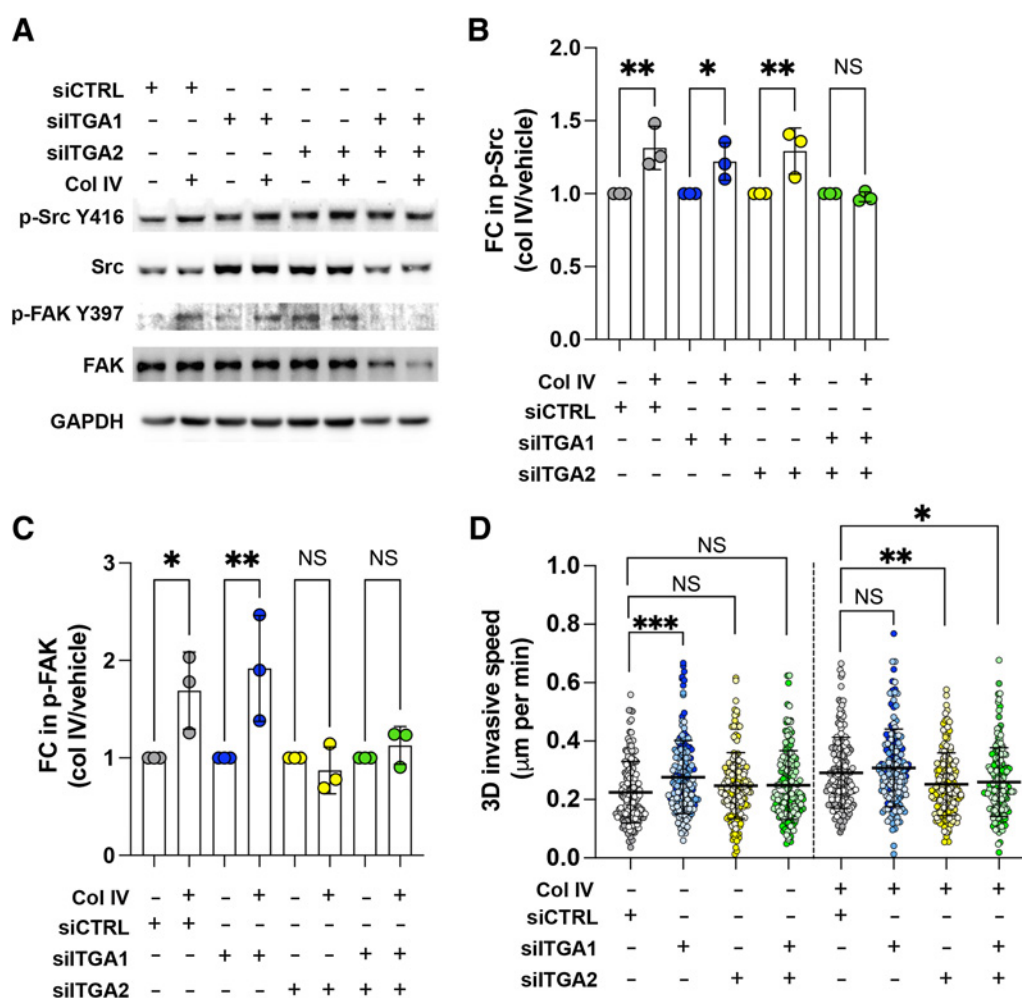 A
siCTRL + + – – – – – –
siITGA1 – – + + – – + +
siITGA2 – – – – + + + +
Col IV – + – + – + – +
p-Src Y416
Src
p-FAK Y397
FAK
GAPDH
B
FC in p-Src
(col IV/vehicle)
2.0
1.5
1.0
0.5
0.0
** * ** NS
Col IV – + – + – + – +
siCTRL + + – – – – – –
siITGA1 – – + + – – + +
siITGA2 – – – – + + + +
C
FC in p-FAK
(col IV/vehicle)
3
2
1
0
* ** NS NS
Col IV – + – + – + – +
siCTRL + + – – – – – –
siITGA1 – – + + – – + +
siITGA2 – – – – + + + +
D
3D invasive speed
(μm per min)
1.0
0.8
0.6
0.4
0.2
0.0
NS
NS
***
*
**
NS
Col IV – – – – + + + +
siCTRL + – – – + – – –
siITGA1 – + – + – + – +
siITGA2 – – + + – – + +